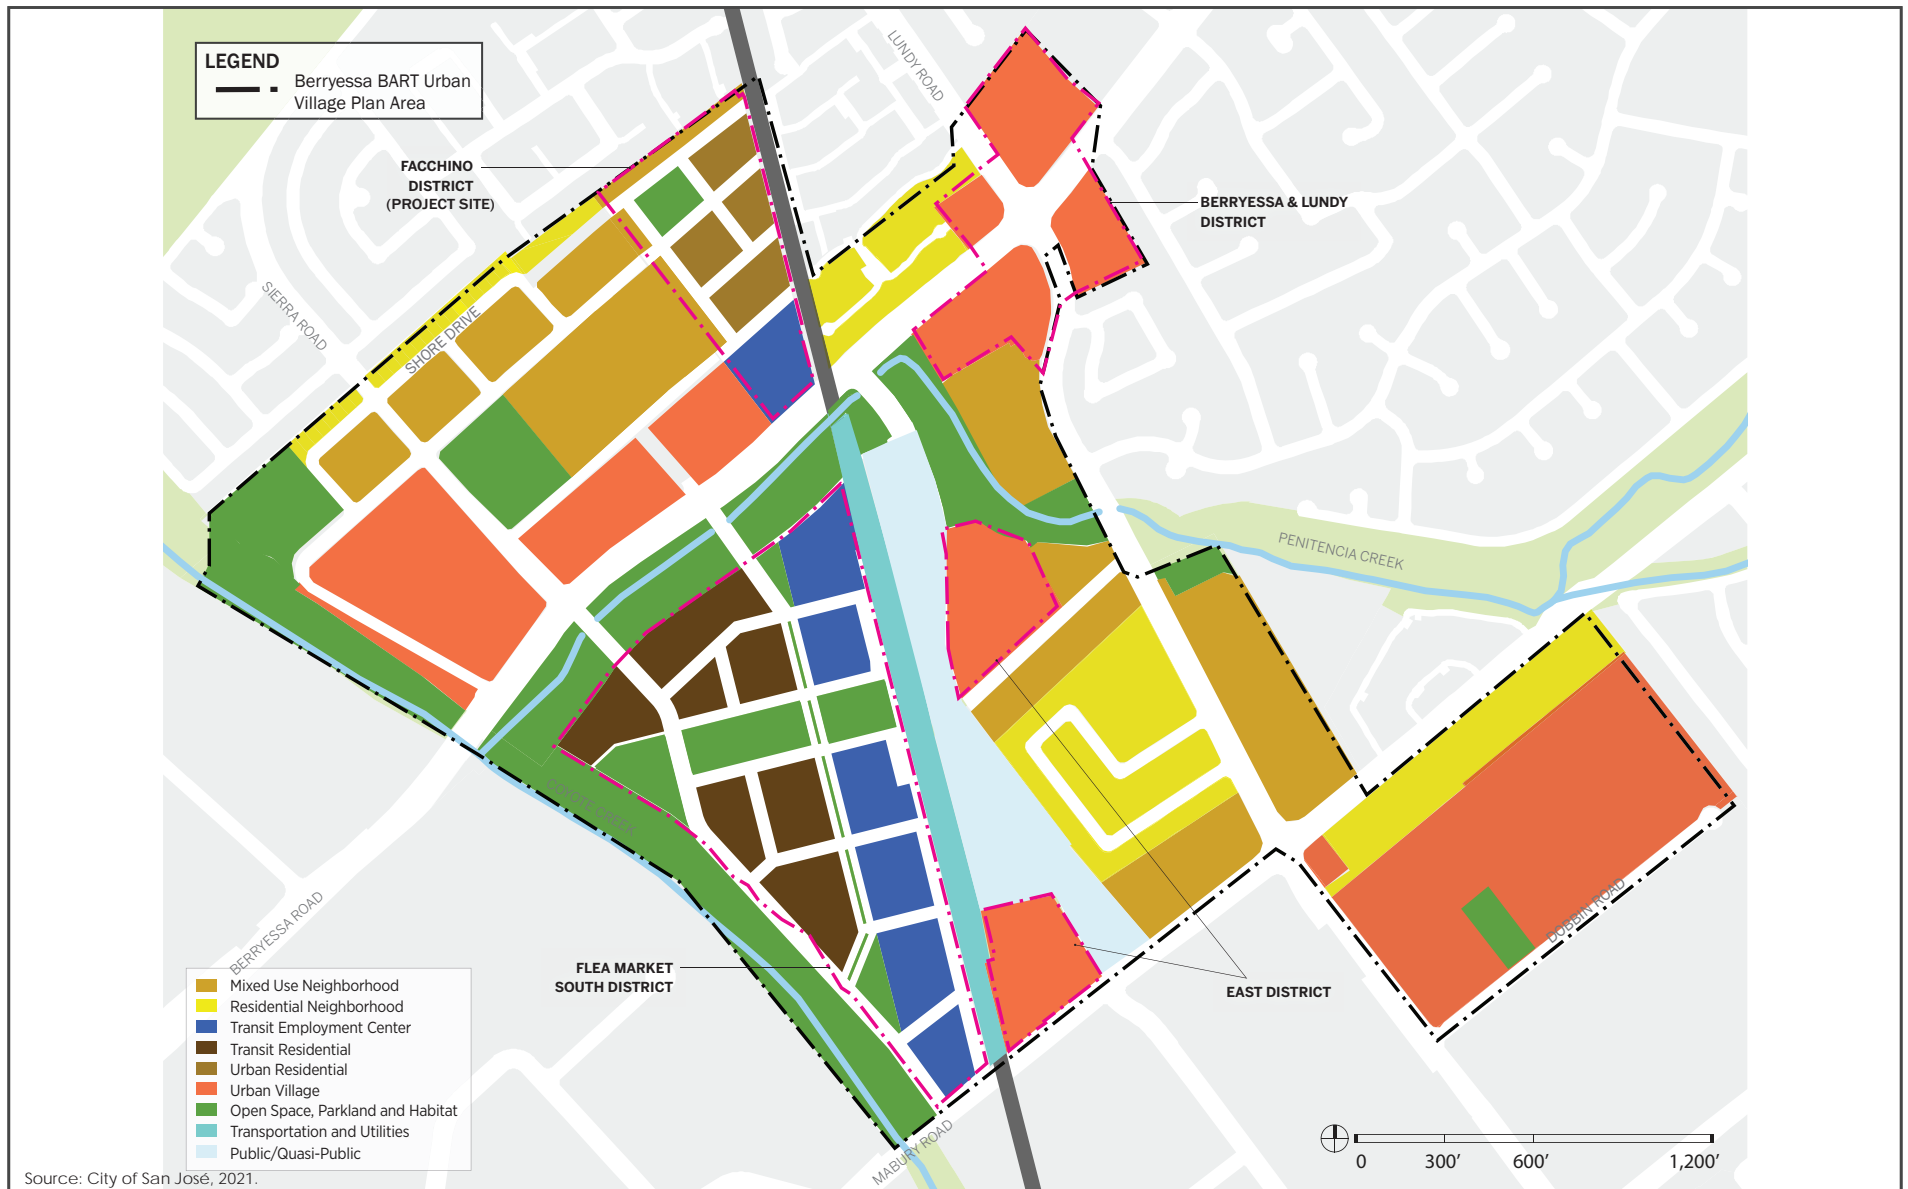 LEGEND
Berryessa BART Urban
Village Plan Area
LUNDY ROAD
FACCHINO
DISTRICT
(PROJECT SITE)
BERRYESSA & LUNDY
DISTRICT
SIERRA ROAD
SHORE DRIVE
PENITENCIA CREEK
COYOTE CREEK
BERRYESSA ROAD
DOBBIN ROAD
FLEA MARKET
SOUTH DISTRICT
EAST DISTRICT
MABURY ROAD
Mixed Use Neighborhood
Residential Neighborhood
Transit Employment Center
Transit Residential
Urban Residential
Urban Village
Open Space, Parkland and Habitat
Transportation and Utilities
Public/Quasi-Public
0 300’ 600’ 1,200’
Source: City of San José, 2021.